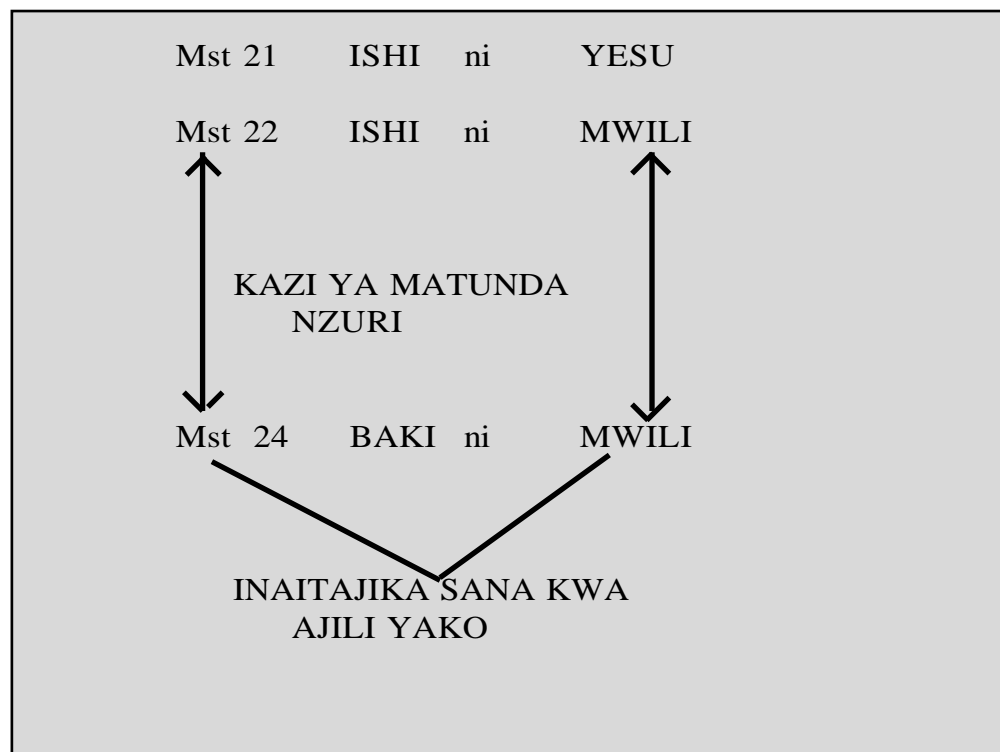 Mst 21 ISHI ni YESU
Mst 22 ISHI ni MWILI
KAZI YA MATUNDA
NZURI
Mst 24 BAKI ni MWILI
INAITAJIKA SANA KWA
AJILI YAKO